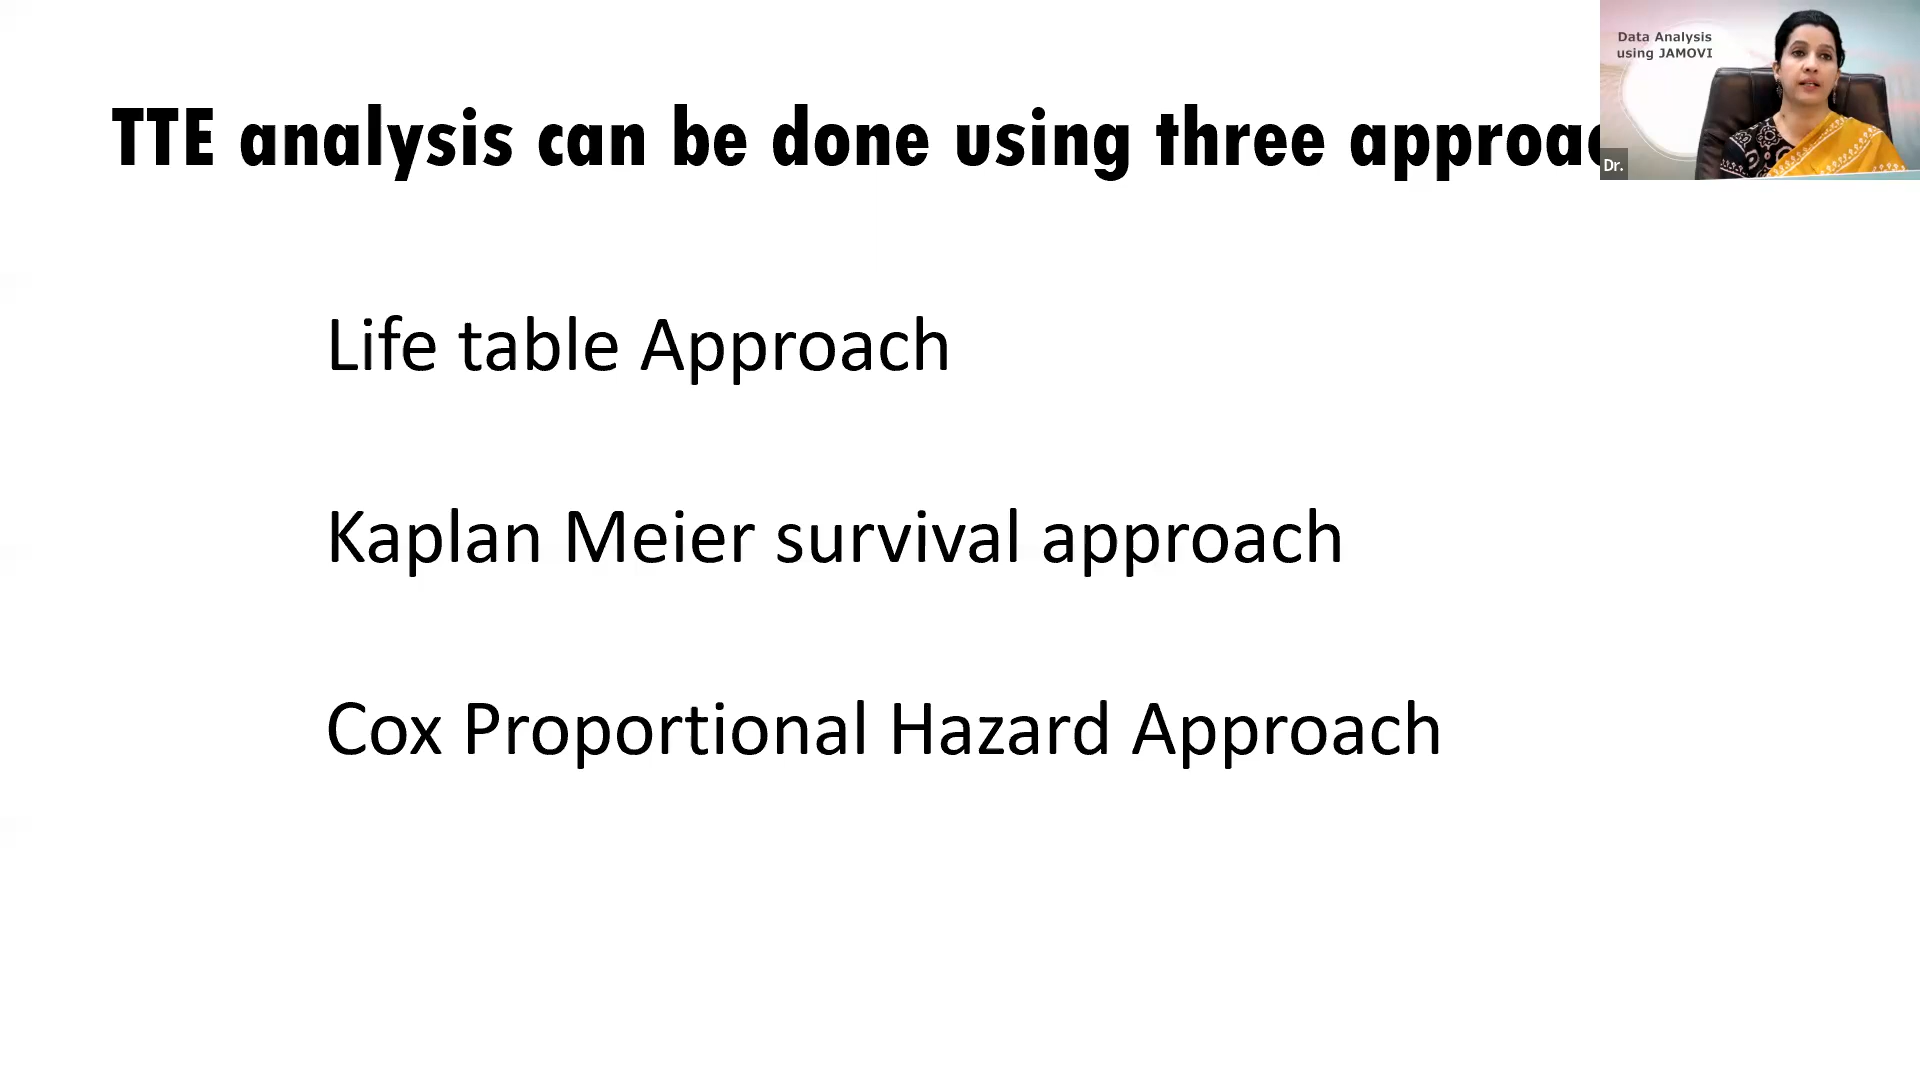 TTE analysis can be done using three
Data Analysis
using JAMOVI
Dr.
Life table Approach
Kaplan Meier survival approach
Cox Proportional Hazard Approach